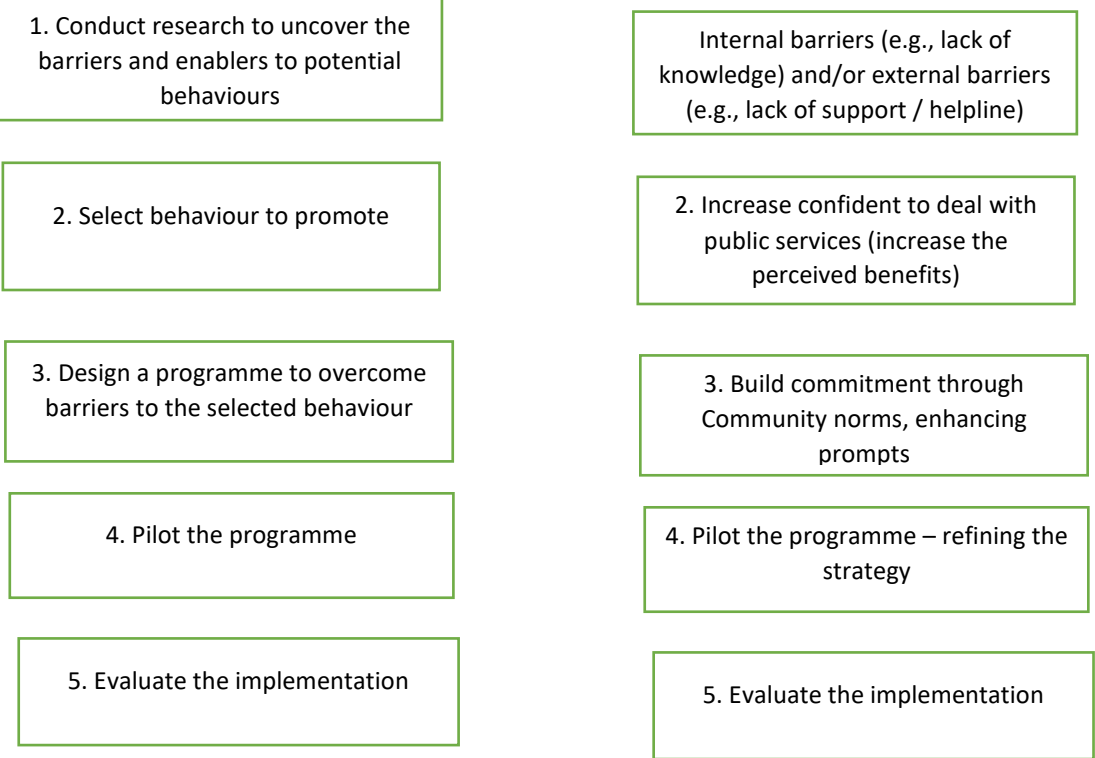 1. Conduct research to uncover the
barriers and enablers to potential
behaviours
Internal barriers (e.g., lack of
knowledge) and/or external barriers
(e.g., lack of support / helpline)
2. Select behaviour to promote
2. Increase confident to deal with
public services (increase the
perceived benefits)
3. Design a programme to overcome
barriers to the selected behaviour
3. Build commitment through
Community norms, enhancing
prompts
4. Pilot the programme
4. Pilot the programme – refining the
strategy
5. Evaluate the implementation
5. Evaluate the implementation